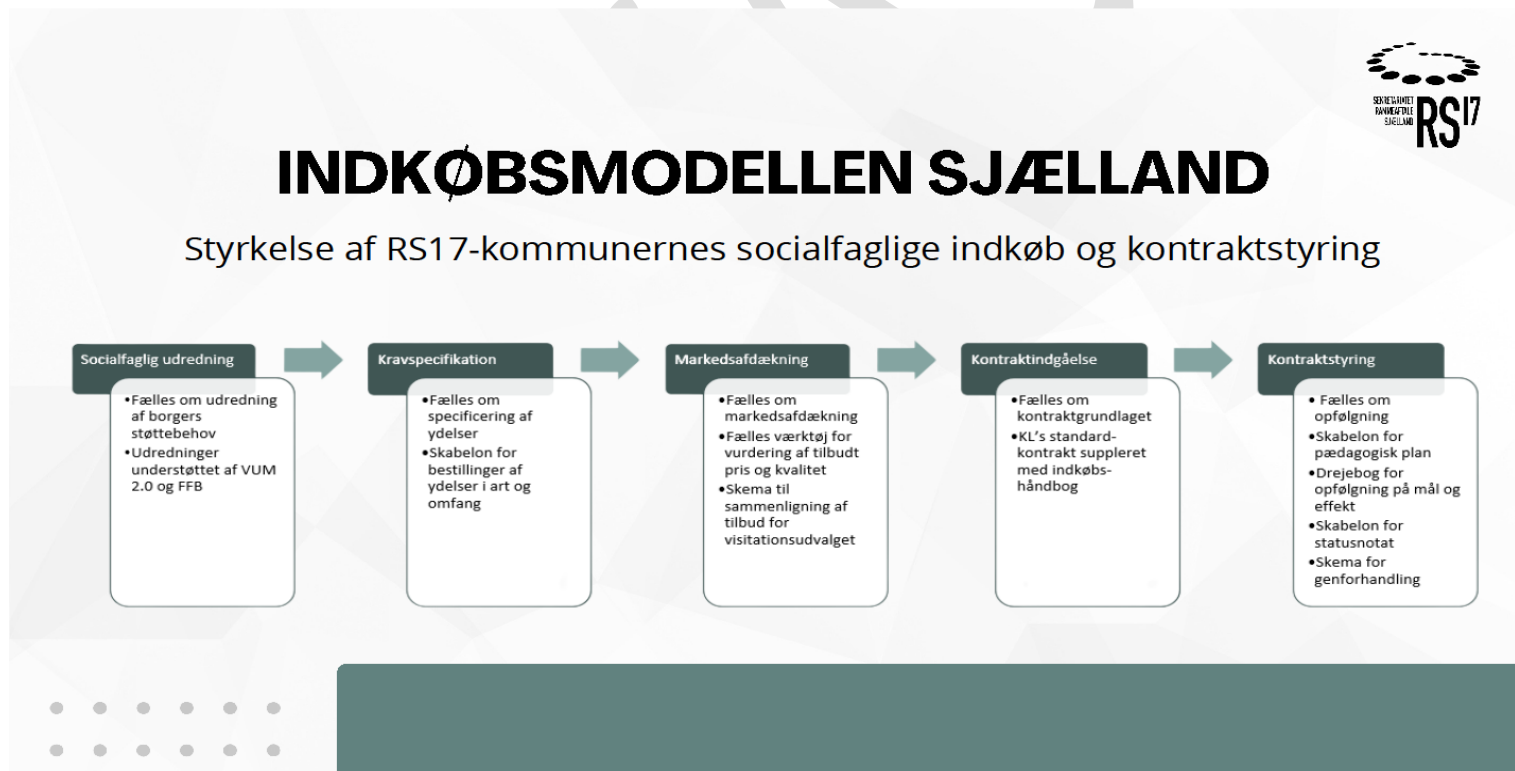 SEKRETARIATET
RAMMEAFTALE
SJÆLLAND
RS17
INDKØBSMODELLEN SJÆLLAND
Styrkelse af RS17-kommunernes socialfaglige indkøb og kontraktstyring
Socialfaglig udredning
•Fælles om udredning
af borgers
støttebehov
•Udredninger
understøttet af VUM
2.0 og FFB
Kravspecifikation
•Fælles om
specificering af
ydelser
•Skabelon for
bestillinger af
ydelser i art og
omfang
Markedsafdækning
•Fælles om
markedsafdækning
•Fælles værktøj for
vurdering af tilbudt
pris og kvalitet
•Skema til
sammenligning af
tilbud for
visitationsudvalget
Kontraktindgåelse
•Fælles om
kontraktgrundlaget
•KL's standard-
kontrakt suppleret
med indkøbs-
håndbog
Kontraktstyring
• Fælles om
opfølgning
•Skabelon for
pædagogisk plan
•Drejebog for
opfølgning på mål og
effekt
•Skabelon for
statusnotat
•Skema for
genforhandling